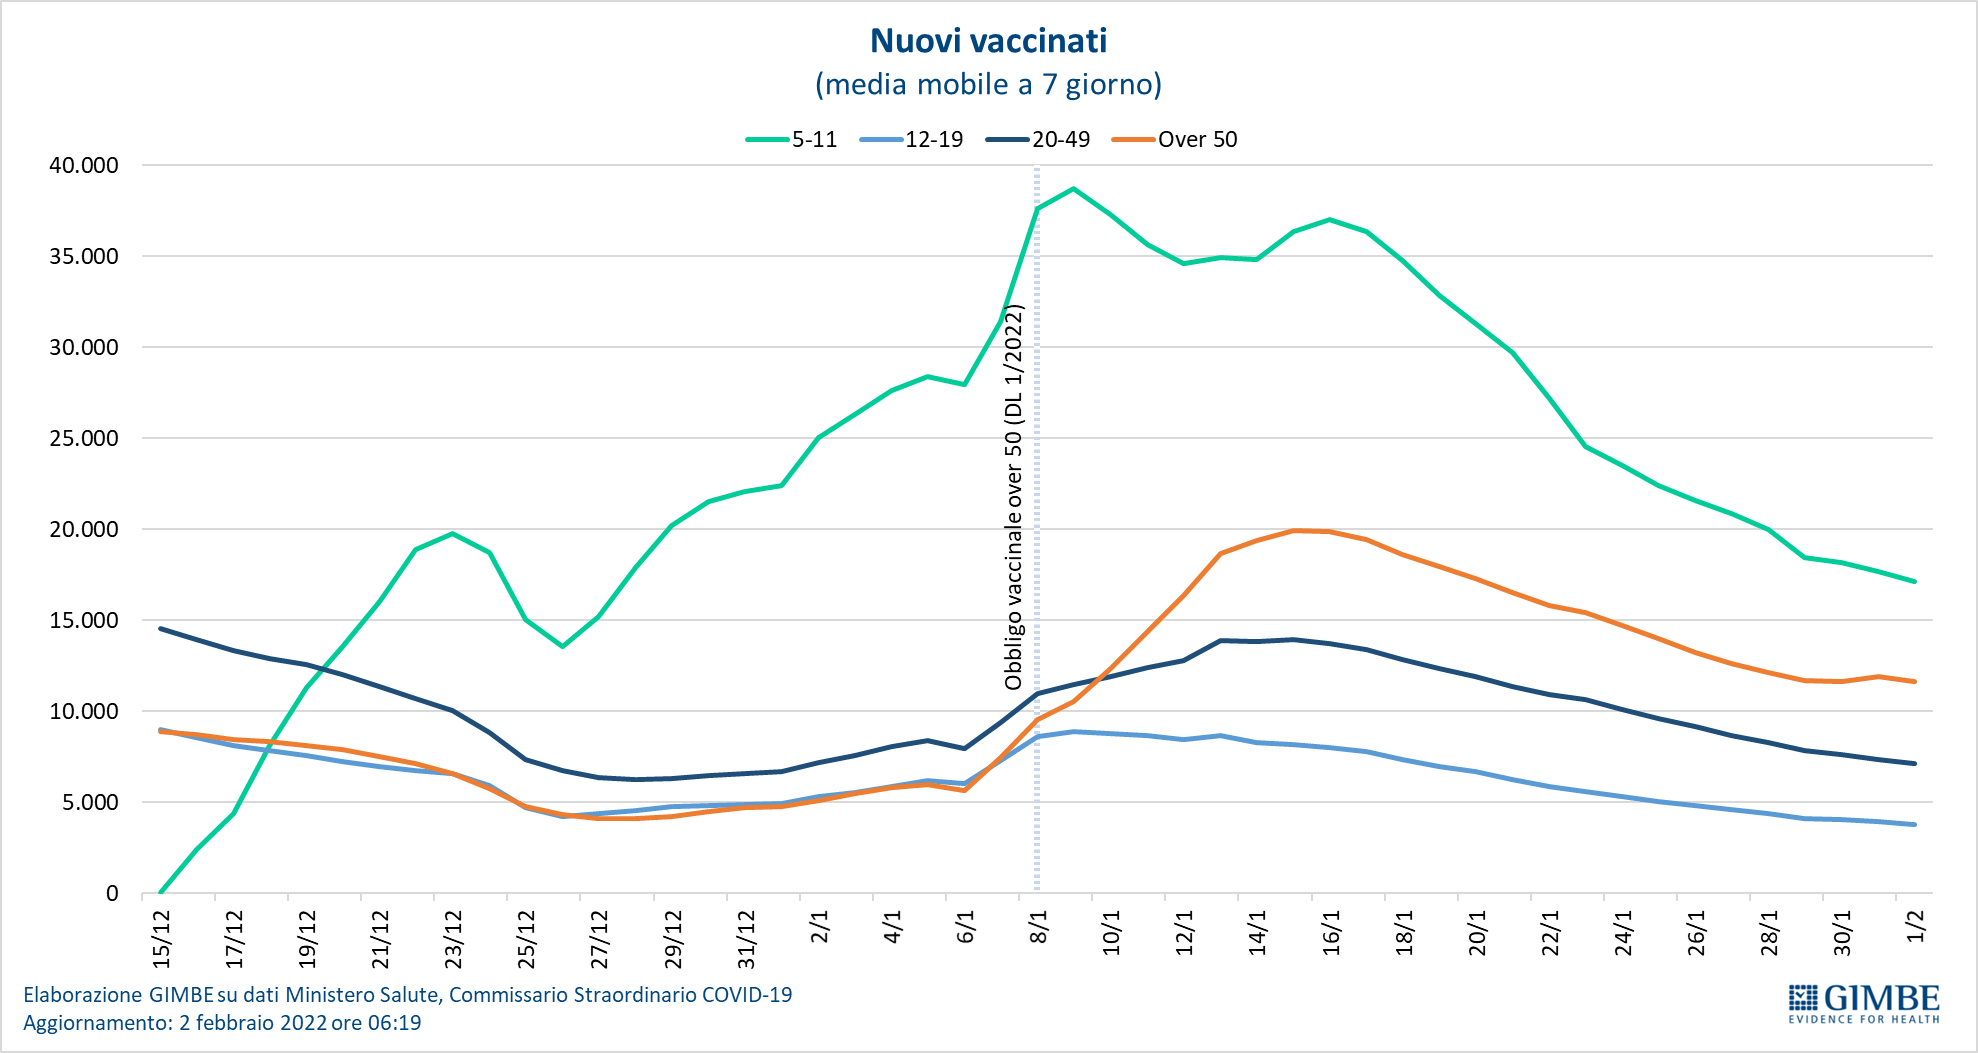 Nuovi vaccinati
(media mobile a 7 giorno)
5-11 12-19 20-49 Over 50
40.000
35.000
30.000
25.000
20.000
15.000
10.000
5.000
0
Obbligo vaccinale over 50 (DL 1/2022)
15/12 17/12 19/12 21/12 23/12 25/12 27/12 29/12 31/12 2/1 4/1 6/1 8/1 10/1 12/1 14/1 16/1 18/1 20/1 22/1 24/1 26/1 28/1 30/1 1/2
Elaborazione GIMBE su dati Ministero Salute, Commissario Straordinario COVID-19
Aggiornamento: 2 febbraio 2022 ore 06:19
GIMBE
EVIDENCE FOR HEALTH